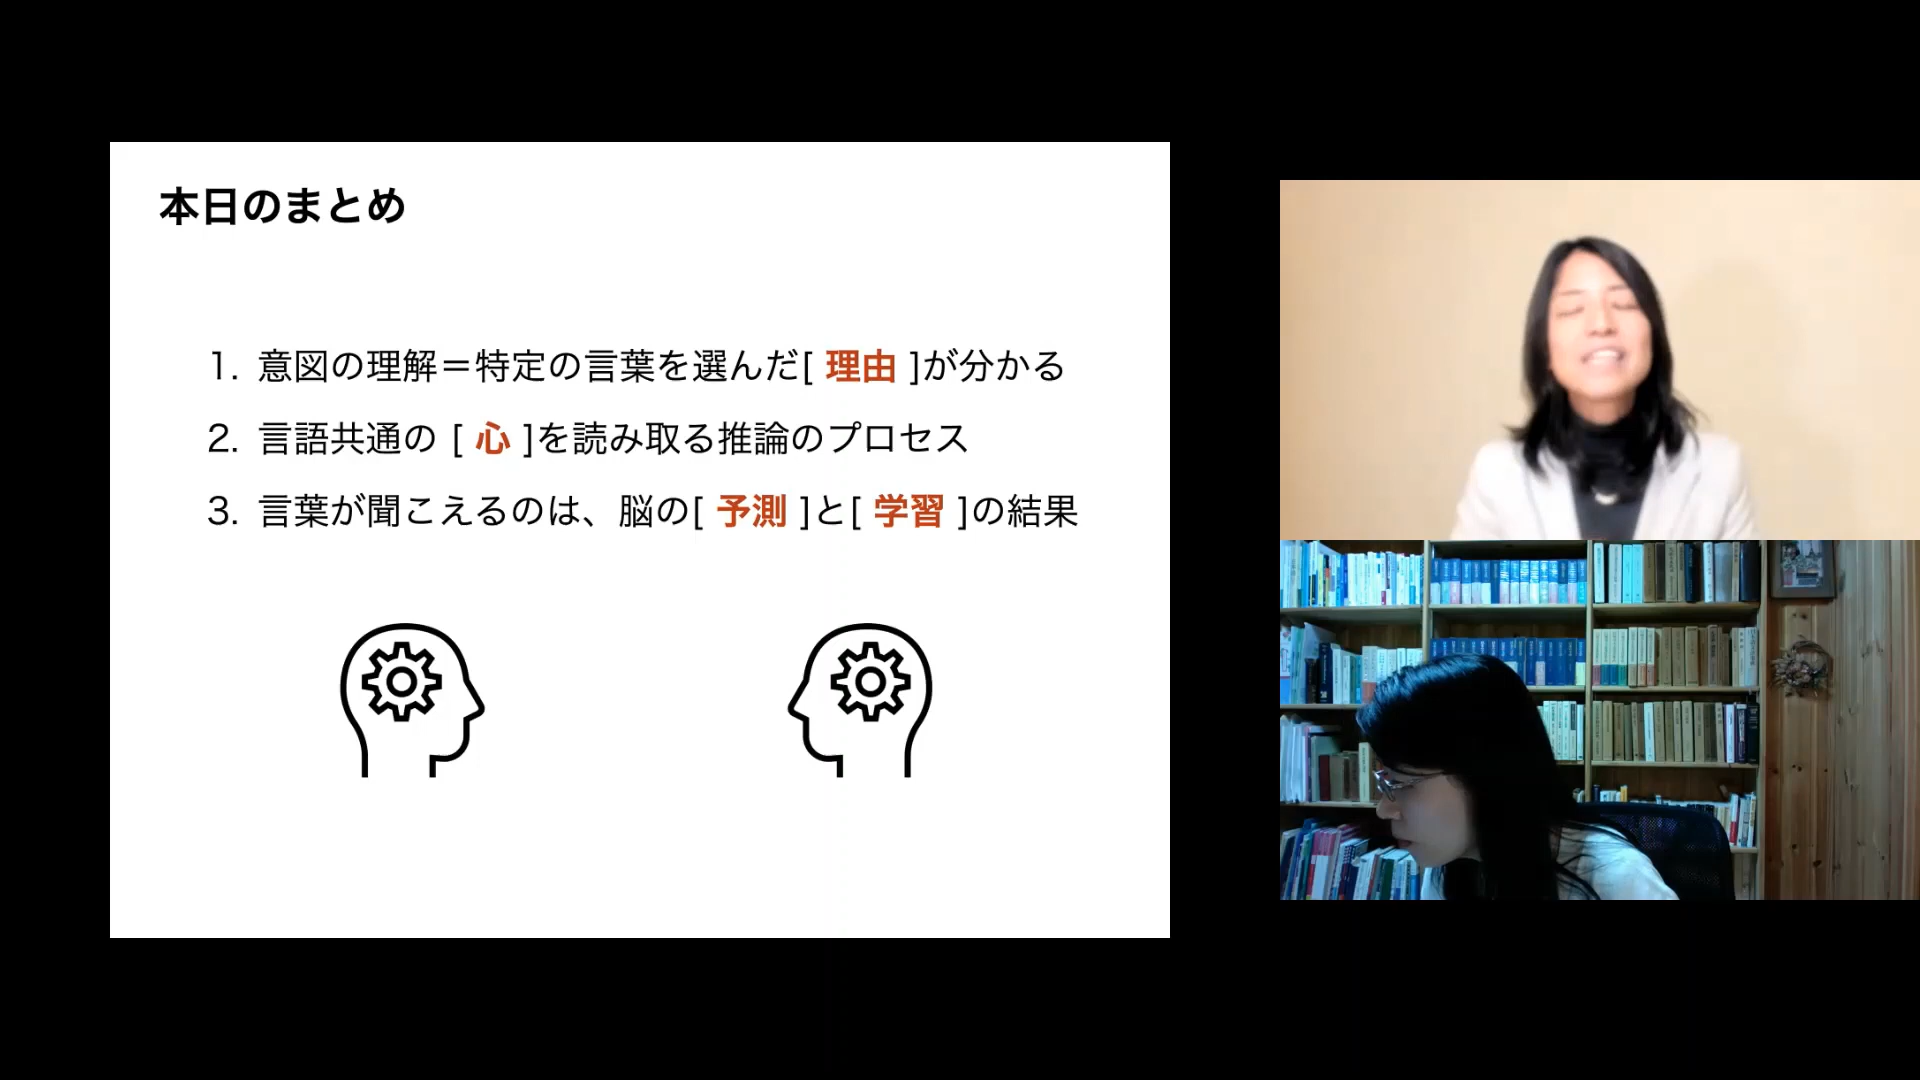 本日のまとめ
1. 意図の理解＝特定の言葉を選んだ[ 理由 ]が分かる
2. 言語共通の [ 心 ]を読み取る推論のプロセス
3. 言葉が聞こえるのは、脳の[ 予測 ]と[ 学習 ]の結果